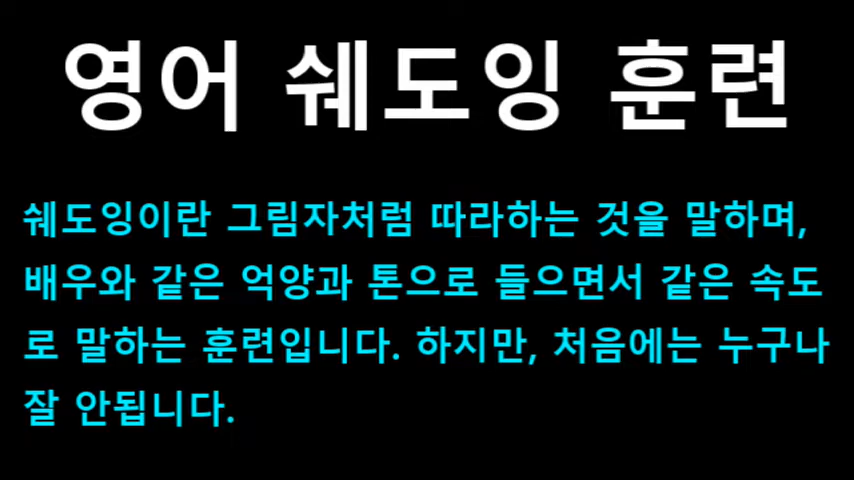 영어 쉐도잉 훈련
쉐도잉이란 그림자처럼 따라하는 것을 말하며,
배우와 같은 억양과 톤으로 들으면서 같은 속도
로 말하는 훈련입니다. 하지만, 처음에는 누구나
잘 안됩니다.